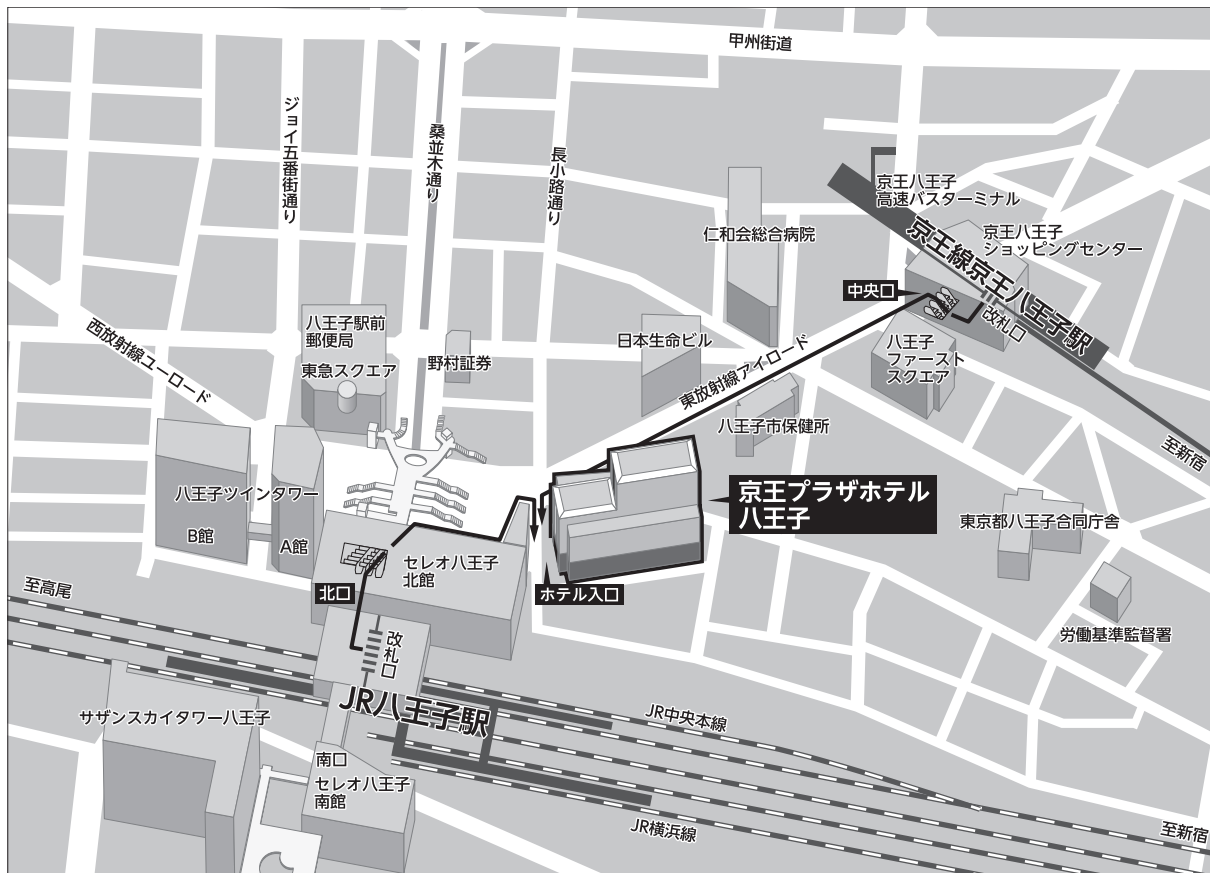 甲州街道
ジョイ五番街通り
桑並木通り
長小路通り
京王八王子
高速バスターミナル
仁和会総合病院
京王八王子
ショッピングセンター
京王線京王八王子駅
中央口
改札口
八王子駅前
郵便局
東急スクエア
野村証券
日本生命ビル
八王子
ファースト
スクエア
西放射線ユーロード
東放射線アイロード
八王子市保健所
至新宿
八王子ツインタワー
B館
A館
京王プラザホテル
八王子
東京都八王子合同庁舎
セレオ八王子
北館
至高尾
北口
ホテル入口
労働基準監督署
改札口
JR八王子駅
サザンスカイタワー八王子
JR中央本線
南口
セレオ八王子
南館
JR横浜線
至新宿